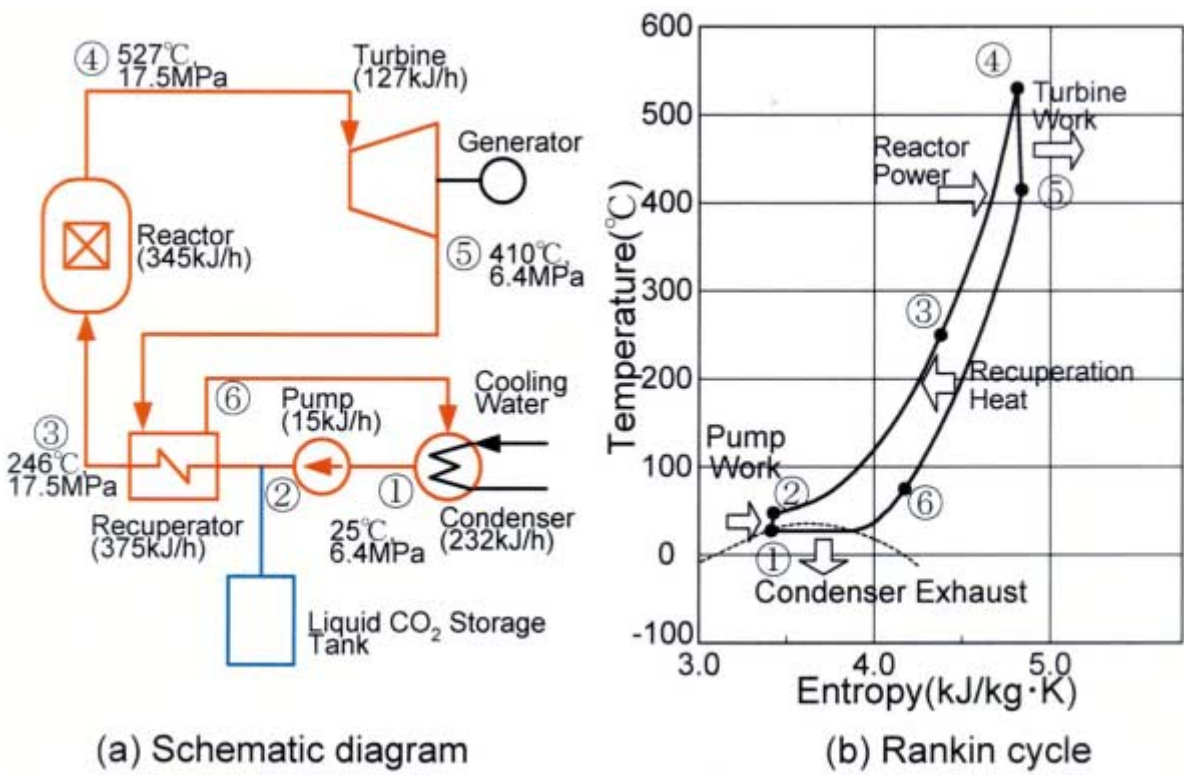 ④ 527℃,
17.5MPa
Turbine
(127kJ/h)
Generator
Reactor
(345kJ/h)
⑤ 410℃,
6.4MPa
⑥
Pump
(15kJ/h)
Cooling
Water
③
246℃,
17.5MPa
②
①
Recuperator
(375kJ/h)
25℃,
6.4MPa
Condenser
(232kJ/h)
Liquid CO₂ Storage
Tank
(a) Schematic diagram
600
500
400
300
200
100
0
-100
Temperature(℃)
④
Turbine
Work
Reactor
Power
⑤
③
Recuperation
Heat
Pump
Work
②
⑥
①
Condenser Exhaust
3.0
4.0
5.0
Entropy(kJ/kg・K)
(b) Rankin cycle